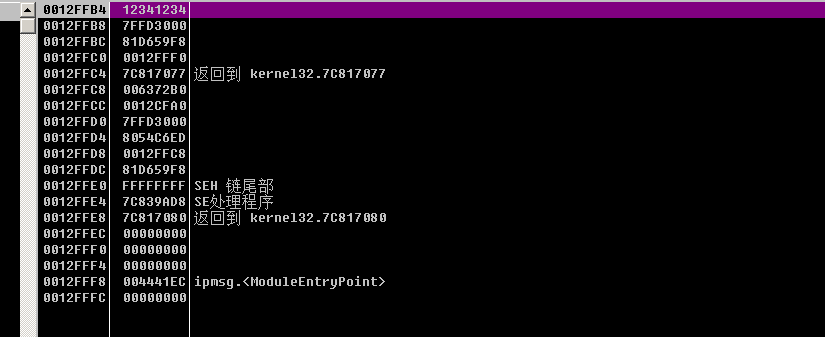 0012FFB4 12341234
0012FFB8 7FFD3000
0012FFBC 81D659F8
0012FFC0 0012FFF0
0012FFC4 7C817077 返回到 kernel32.7C817077
0012FFC8 006372B0
0012FFCC 0012CFA0
0012FFD0 7FFD3000
0012FFD4 8054C6ED
0012FFD8 0012FFC8
0012FFDC 81D659F8
0012FFE0 FFFFFFFF SEH 链尾部
0012FFE4 7C839AD8 SE处理程序
0012FFE8 7C817080 返回到 kernel32.7C817080
0012FFEC 00000000
0012FFF0 00000000
0012FFF4 00000000
0012FFF8 004441EC ipmsg.<ModuleEntryPoint>
0012FFFC 00000000